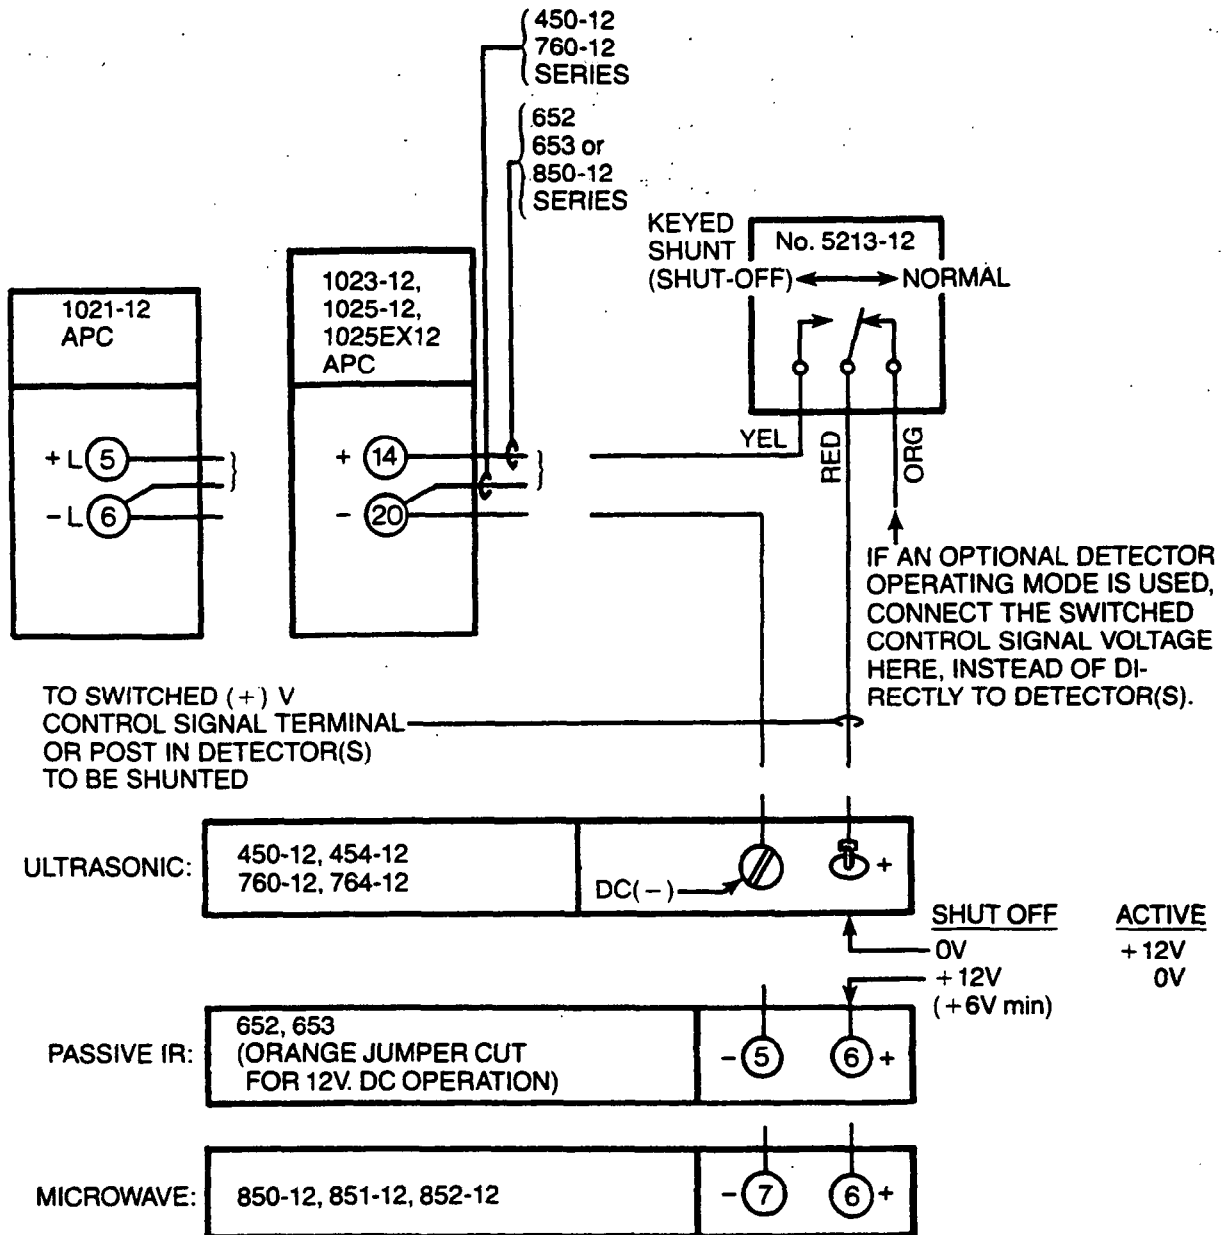 450-12
760-12
SERIES
652
653 or
850-12
SERIES
KEYED
SHUNT
(SHUT-OFF)
No. 5213-12
NORMAL
1021-12
APC
1023-12,
1025-12,
1025EX12
APC
+ L 5
- L 6
+ 14
- 20
YEL
RED
ORG
IF AN OPTIONAL DETECTOR
OPERATING MODE IS USED,
CONNECT THE SWITCHED
CONTROL SIGNAL VOLTAGE
HERE, INSTEAD OF DI-
RECTLY TO DETECTOR(S).
TO SWITCHED (+) V
CONTROL SIGNAL TERMINAL
OR POST IN DETECTOR(S)
TO BE SHUNTED
ULTRASONIC:
450-12, 454-12
760-12, 764-12
DC(-)
+
SHUT OFF ACTIVE
0V +12V
+12V 0V
(+6V min)
PASSIVE IR:
652, 653
(ORANGE JUMPER CUT
FOR 12V. DC OPERATION)
- 5 6 +
MICROWAVE:
850-12, 851-12, 852-12
- 7 6 +